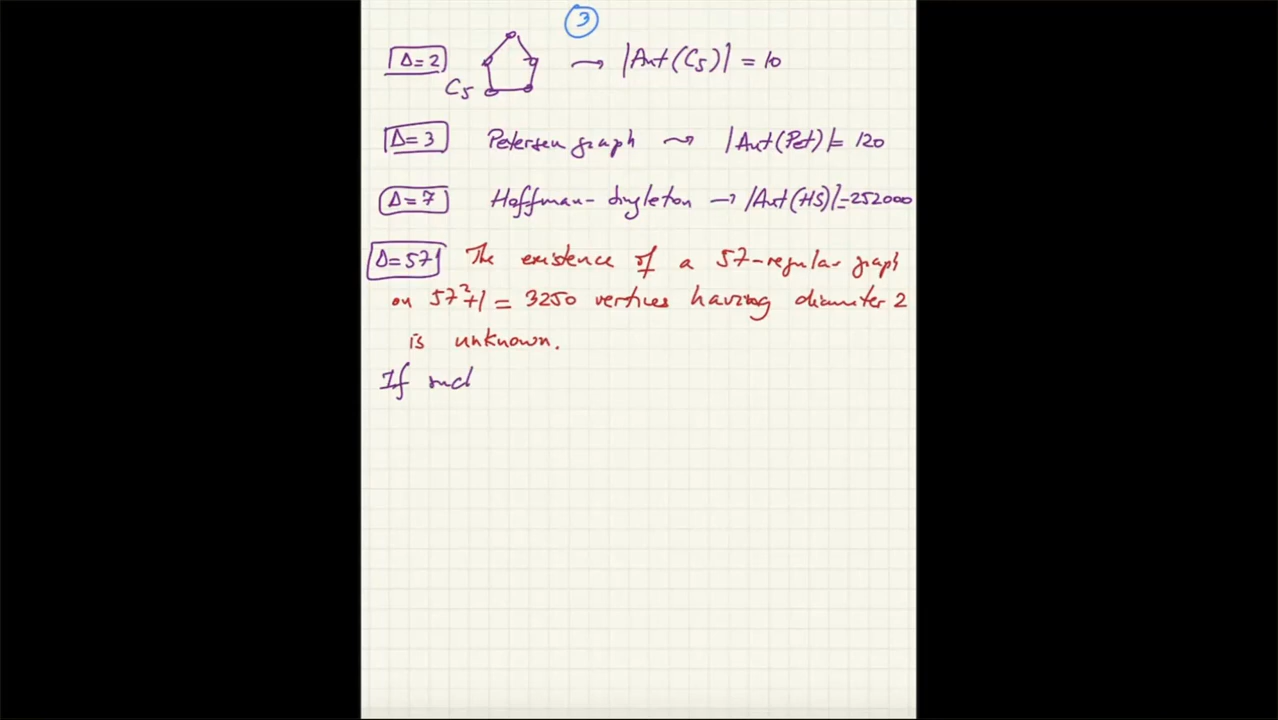 3
Δ=2 C5 → |Aut(C5)| = 10
Δ=3 Petersen graph ⤳ |Aut(Pet)|= 120
Δ=7 Hoffman-Singleton → |Aut(HS)|=252000
Δ=57 The existence of a 57-regular graph
on 57²+1 = 3250 vertices having diameter 2
is unknown.
If such